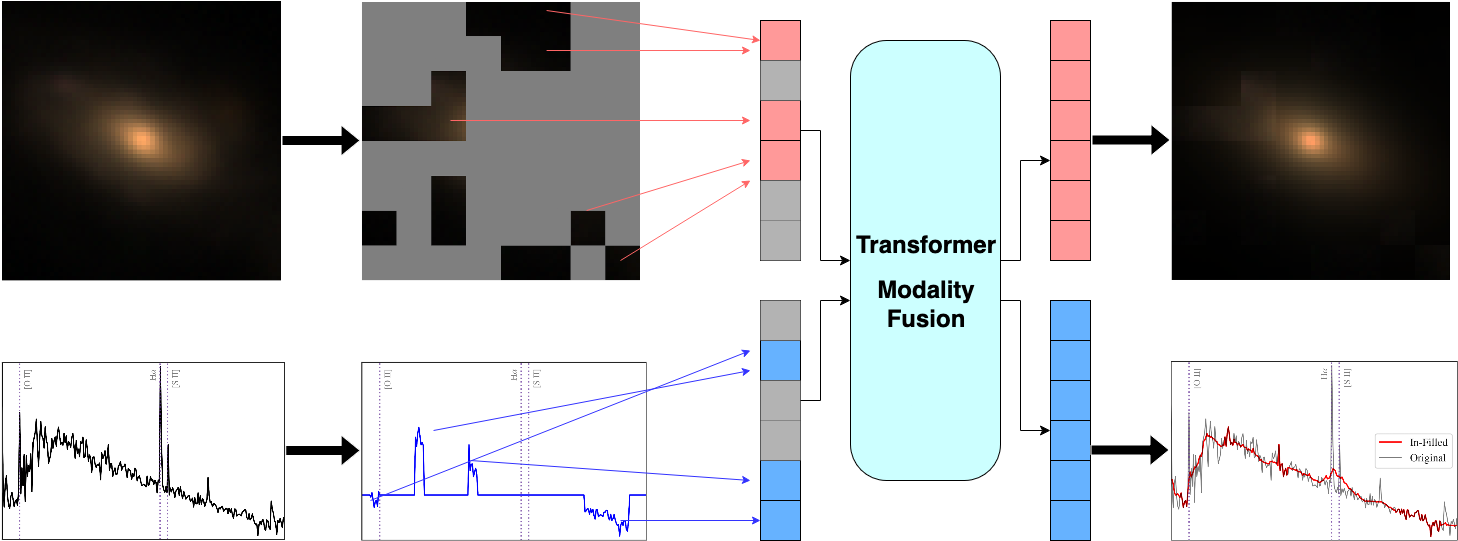 Transformer
Modality
Fusion
[O II]
Hα
[S II]
[O II]
Hα
[S II]
[O II]
Hα
[S II]
In-Filled
Original